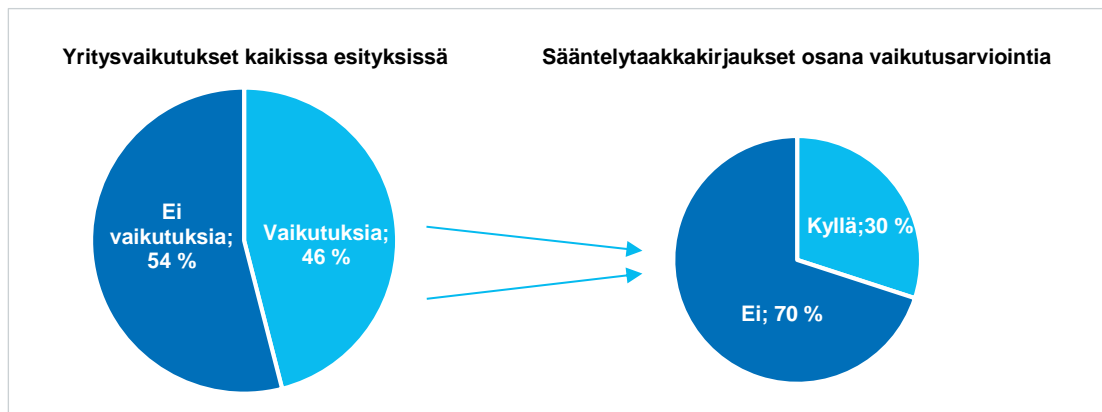 Yritysvaikutukset kaikissa esityksissä
Ei
vaikutuksia;
54 %
Vaikutuksia;
46 %
Sääntelytaakkakirjaukset osana vaikutusarviointia
Kyllä;30 %
Ei; 70 %